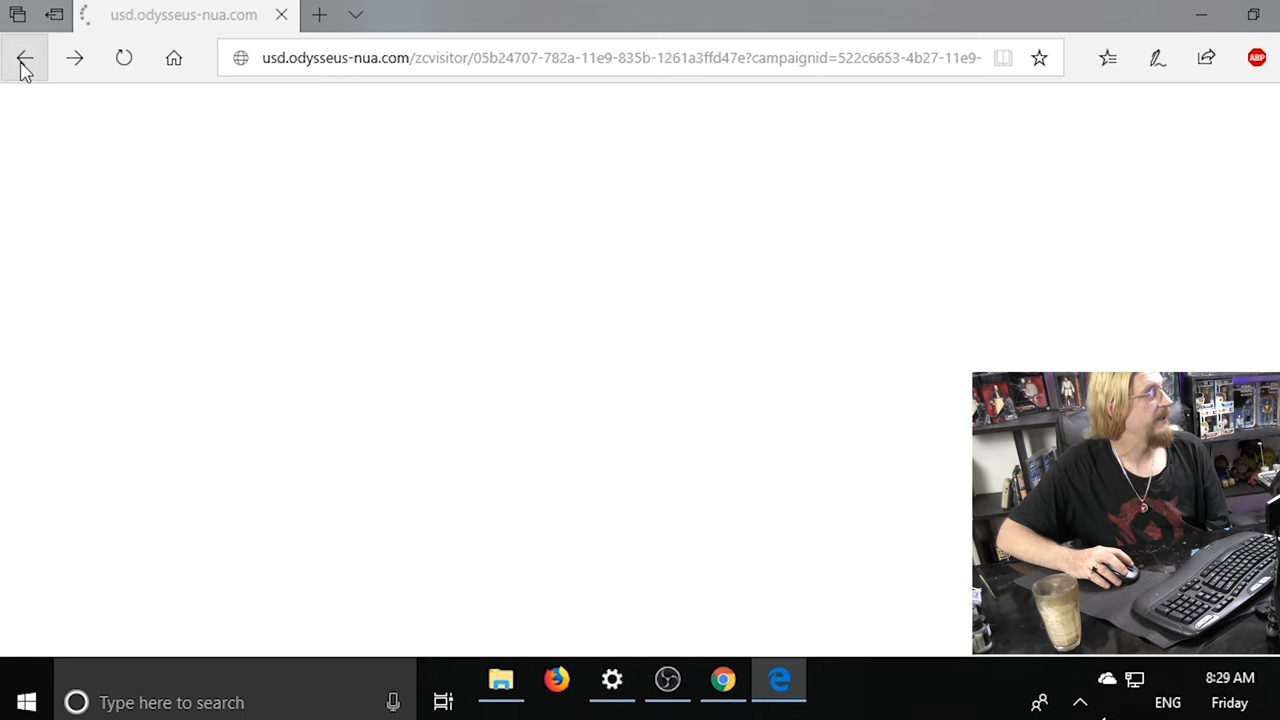 usd.odysseus-nua.com
usd.odysseus-nua.com/zcvisitor/05b24707-782a-11e9-835b-1261a3ffd47e?campaignid=522c6653-4b27-11e9-
ABP
Type here to search
8:29 AM
ENG
Friday